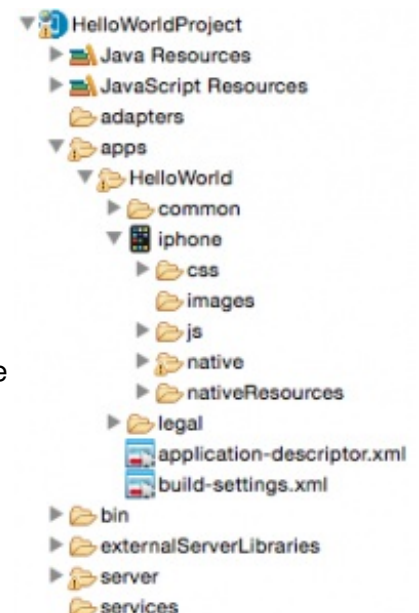 HelloWorldProject
Java Resources
JavaScript Resources
adapters
apps
HelloWorld
common
iphone
css
images
js
native
e
nativeResources
legal
application-descriptor.xml
build-settings.xml
bin
externalServerLibraries
server
services